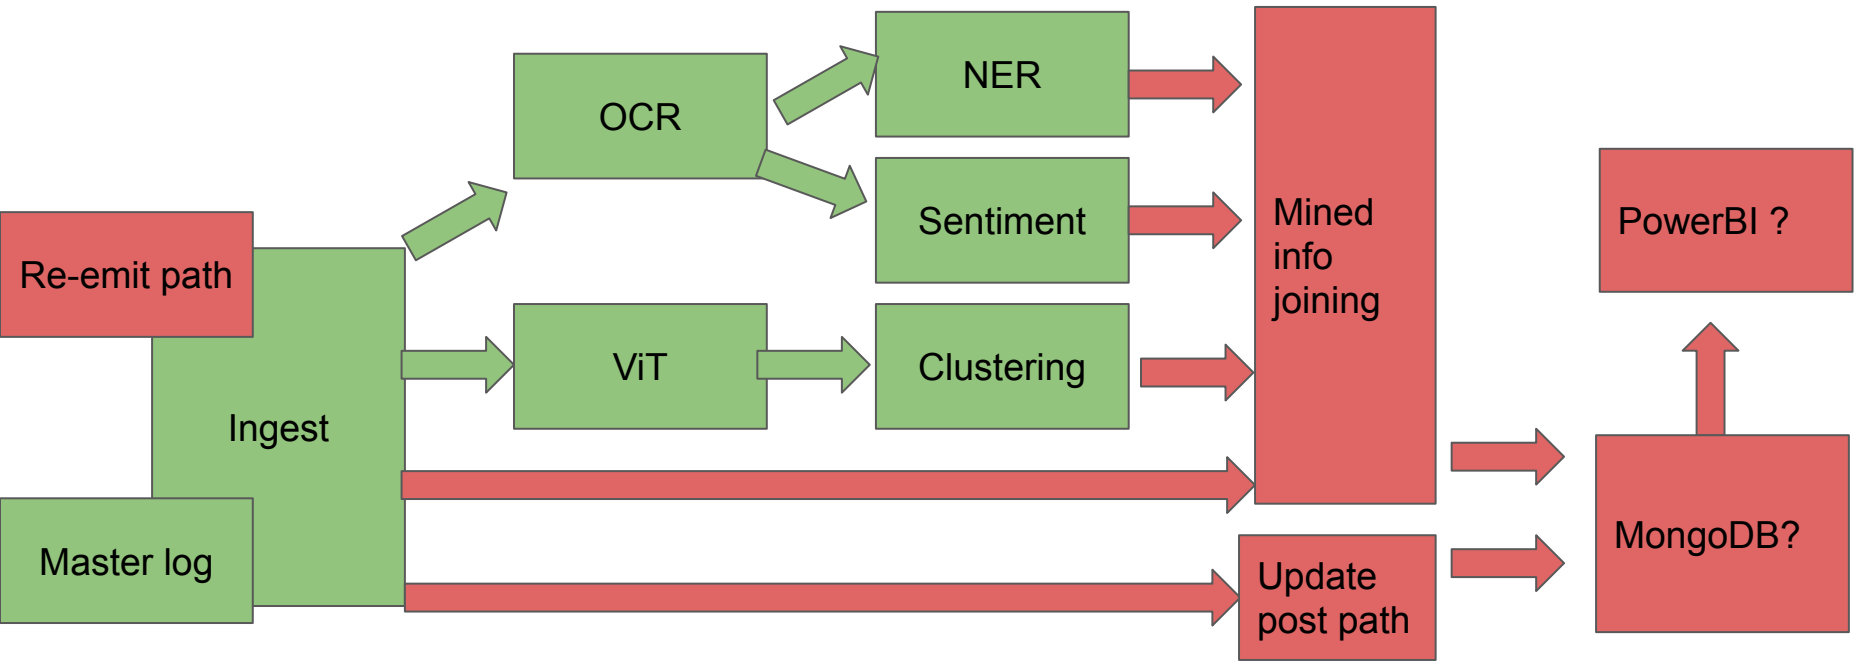 Re-emit path
Ingest
Master log
OCR
ViT
NER
Sentiment
Clustering
Mined
info
joining
Update
post path
PowerBI ?
MongoDB?